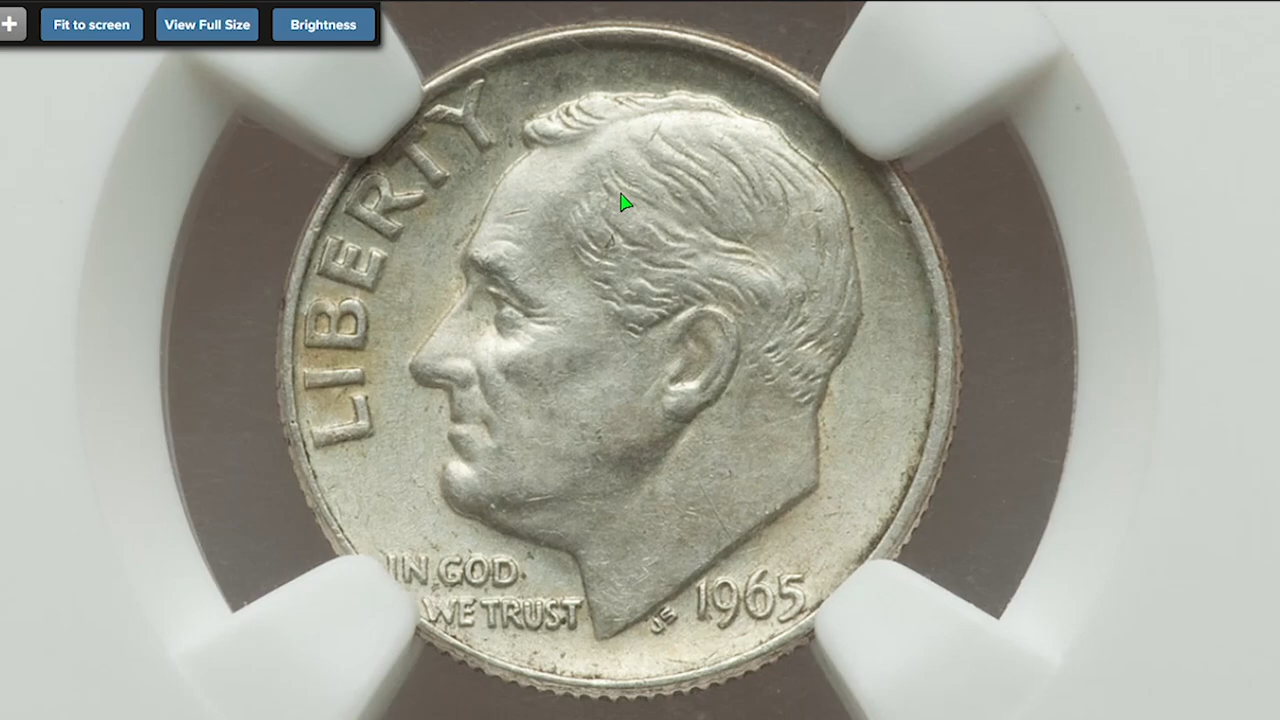 Fit to screen
View Full Size
Brightness
LIBERTY
IN GOD
WE TRUST
JS
1965